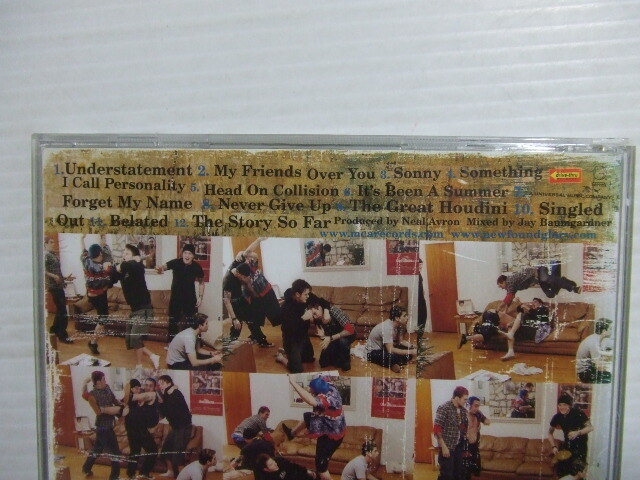 1. Understatement 2. My Friends Over You 3. Sonny 4. Something
I Call Personality 5. Head On Collision 6. It's Been A Summer 7.
Forget My Name 8. Never Give Up 9. The Great Houdini 10. Singled
Out 11. Belated 12. The Story So Far Produced by Neal Avron Mixed by Jay Baumgardner
www.mcarecords.com www.newfoundglory.com